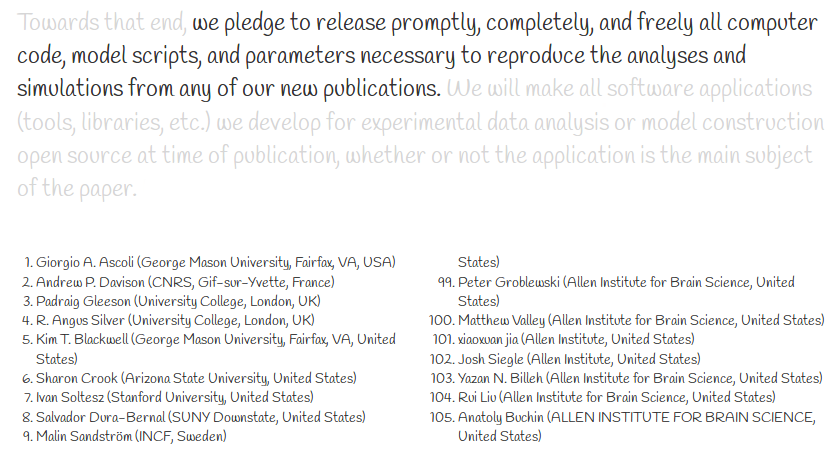 Towards that end, we pledge to release promptly, completely, and freely all computer
code, model scripts, and parameters necessary to reproduce the analyses and
simulations from any of our new publications. We will make all software applications
(tools, libraries, etc.) we develop for experimental data analysis or model construction
open source at time of publication, whether or not the application is the main subject
of the paper.
1. Giorgio A. Ascoli (George Mason University, Fairfax, VA, USA)
2. Andrew P. Davison (CNRS, Gif-sur-Yvette, France)
3. Padraig Gleeson (University College, London, UK)
4. R. Angus Silver (University College, London, UK)
5. Kim T. Blackwell (George Mason University, Fairfax, VA, United
States)
6. Sharon Crook (Arizona State University, United States)
7. Ivan Soltesz (Stanford University, United States)
8. Salvador Dura-Bernal (SUNY Downstate, United States)
9. Malin Sandström (INCF, Sweden)
States)
99. Peter Groblewski (Allen Institute for Brain Science, United
States)
100. Matthew Valley (Allen Institute for Brain Science, United States)
101. xiaoxuan jia (Allen Institute, United States)
102. Josh Siegle (Allen Institute, United States)
103. Yazan N. Billeh (Allen Institute for Brain Science, United States)
104. Rui Liu (Allen Institute for Brain Science, United States)
105. Anatoly Buchin (ALLEN INSTITUTE FOR BRAIN SCIENCE,
United States)